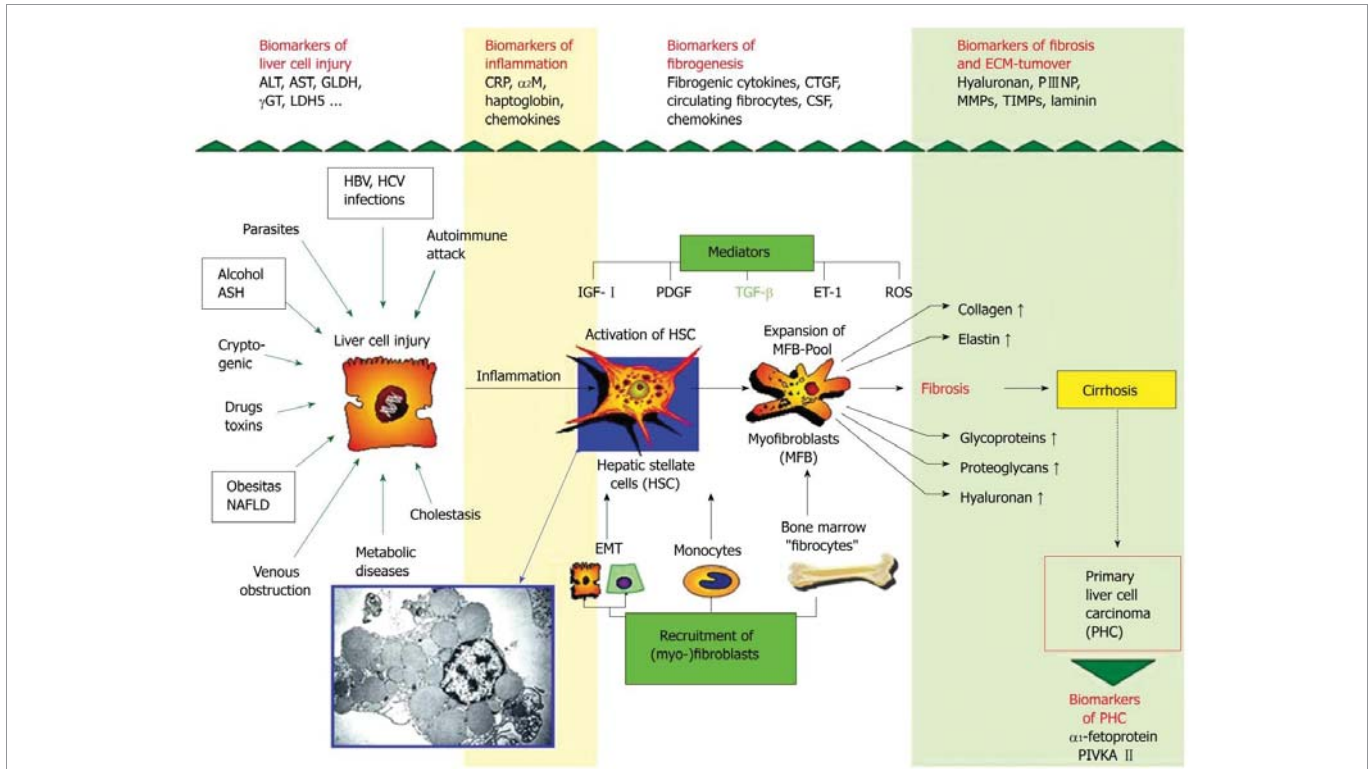 Biomarkers of
liver cell injury
ALT, AST, GLDH,
γGT, LDH5 ...
Biomarkers of
inflammation
CRP, α2M,
haptoglobin,
chemokines
Biomarkers of
fibrogenesis
Fibrogenic cytokines, CTGF,
circulating fibrocytes, CSF,
chemokines
Biomarkers of fibrosis
and ECM-tumover
Hyaluronan, PⅢNP,
MMPs, TIMPs, laminin
HBV, HCV
infections
Parasites
Autoimmune
attack
Alcohol
ASH
Crypto-
genic
Drugs
toxins
Obesitas
NAFLD
Venous
obstruction
Metabolic
diseases
Cholestasis
Liver cell injury
Inflammation
Mediators
IGF-Ⅰ
PDGF
TGF-β
ET-1
ROS
Activation of HSC
Hepatic stellate
cells (HSC)
Expansion of
MFB-Pool
Myofibroblasts
(MFB)
EMT
Monocytes
Bone marrow
"fibrocytes"
Recruitment of
(myo-)fibroblasts
Collagen ↑
Elastin ↑
Fibrosis
Glycoproteins ↑
Proteoglycans ↑
Hyaluronan ↑
Cirrhosis
Primary
liver cell
carcinoma
(PHC)
Biomarkers
of PHC
α1-fetoprotein
PIVKA Ⅱ